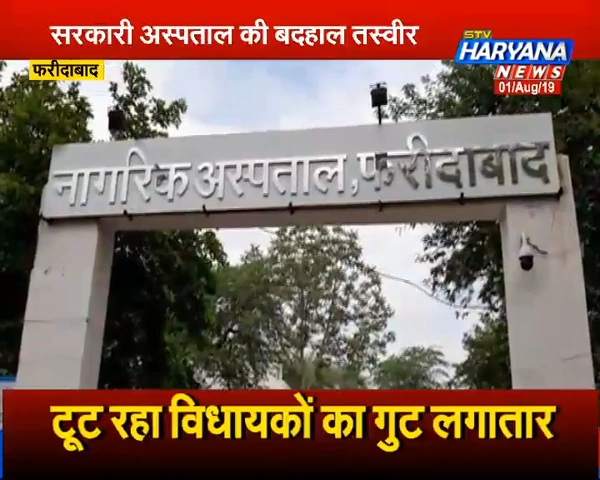 सरकारी अस्पताल की बदहाल तस्वीर
फरीदाबाद
STV
HARYANA
NEWS
01/Aug/19
नागरिक अस्पताल, फरीदाबाद
टूट रहा विधायकों का गुट लगातार